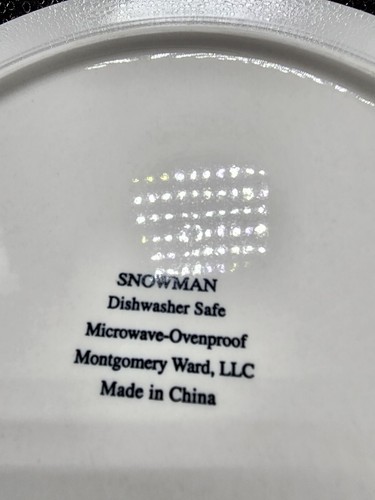 SNOWMAN
Dishwasher Safe
Microwave-Ovenproof
Montgomery Ward, LLC
Made in China